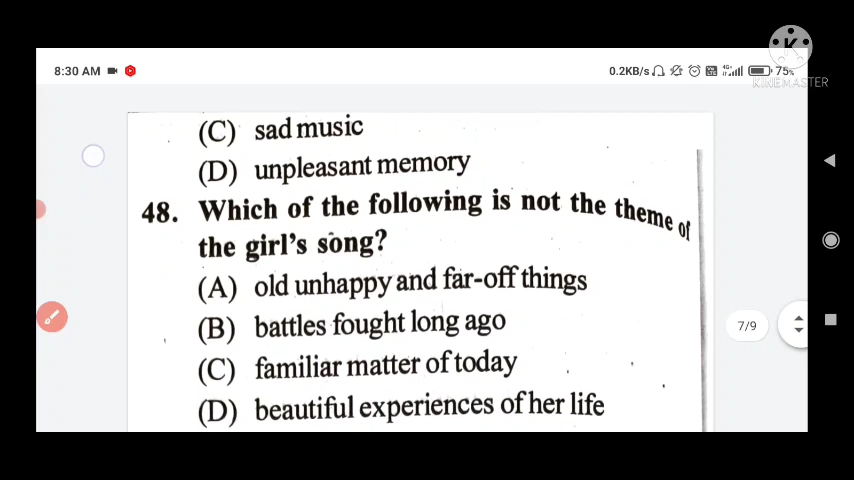 8:30 AM
0.2KB/s 4G+ 75%
KINEMASTER
(C) sad music
(D) unpleasant memory
48. Which of the following is not the theme of
the girl's song?
(A) old unhappy and far-off things
(B) battles fought long ago
(C) familiar matter of today
(D) beautiful experiences of her life
7/9